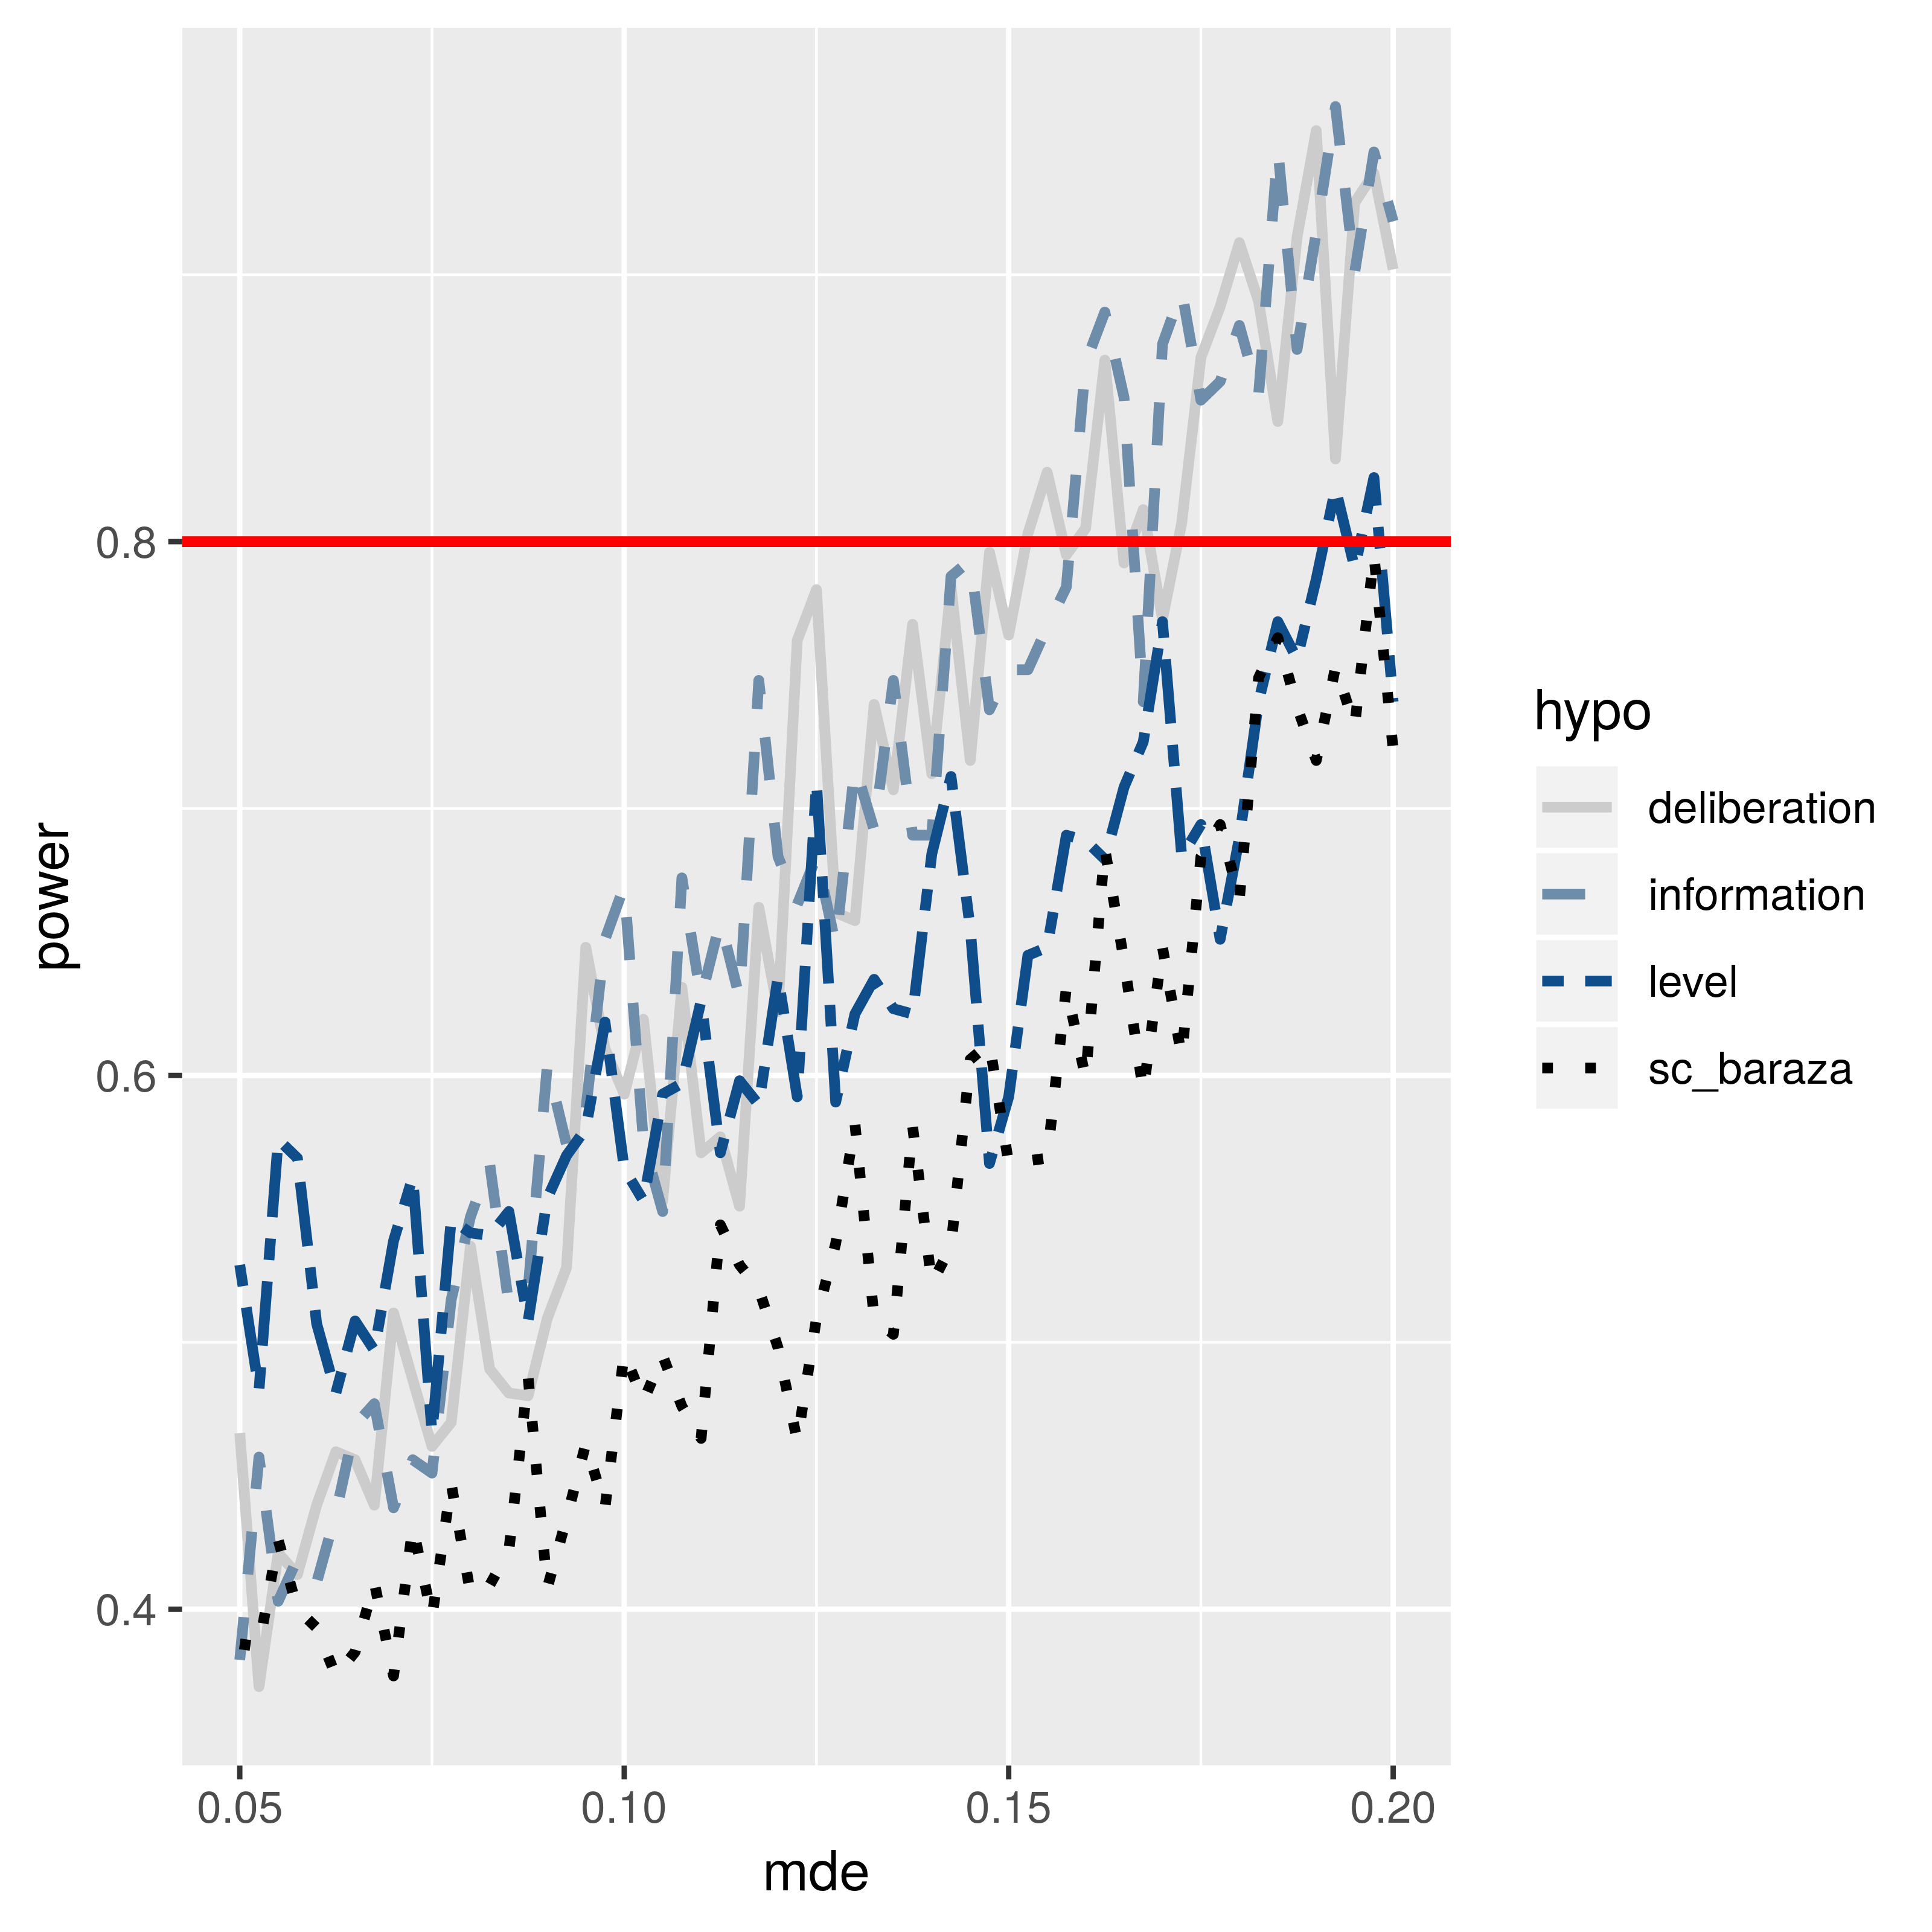 power
0.8
0.6
0.4
0.05 0.10 0.15 0.20
mde
hypo
deliberation
information
level
sc_baraza